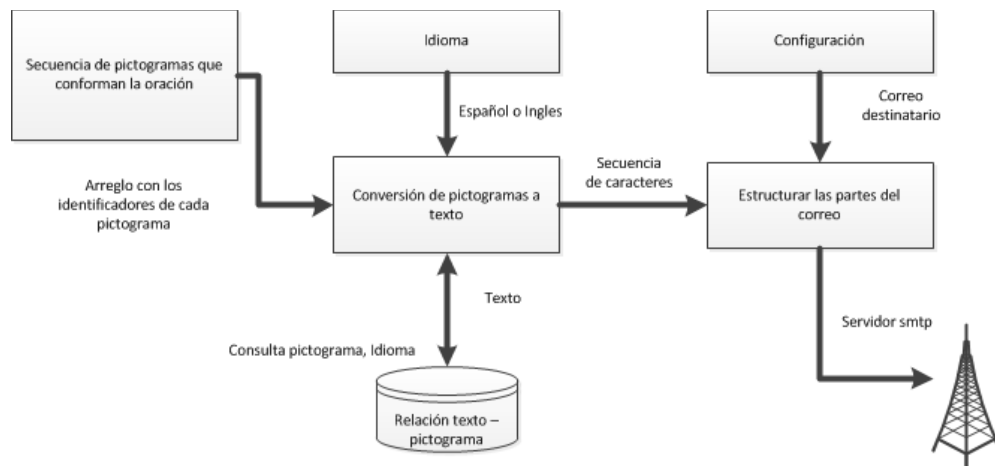 Secuencia de pictogramas que
conforman la oración
Idioma
Configuración
Español o Ingles
Correo
destinatario
Arreglo con los
identificadores de cada
pictograma
Conversión de pictogramas a
texto
Secuencia
de caracteres
Estructurar las partes del
correo
Texto
Consulta pictograma, Idioma
Servidor smtp
Relación texto –
pictograma